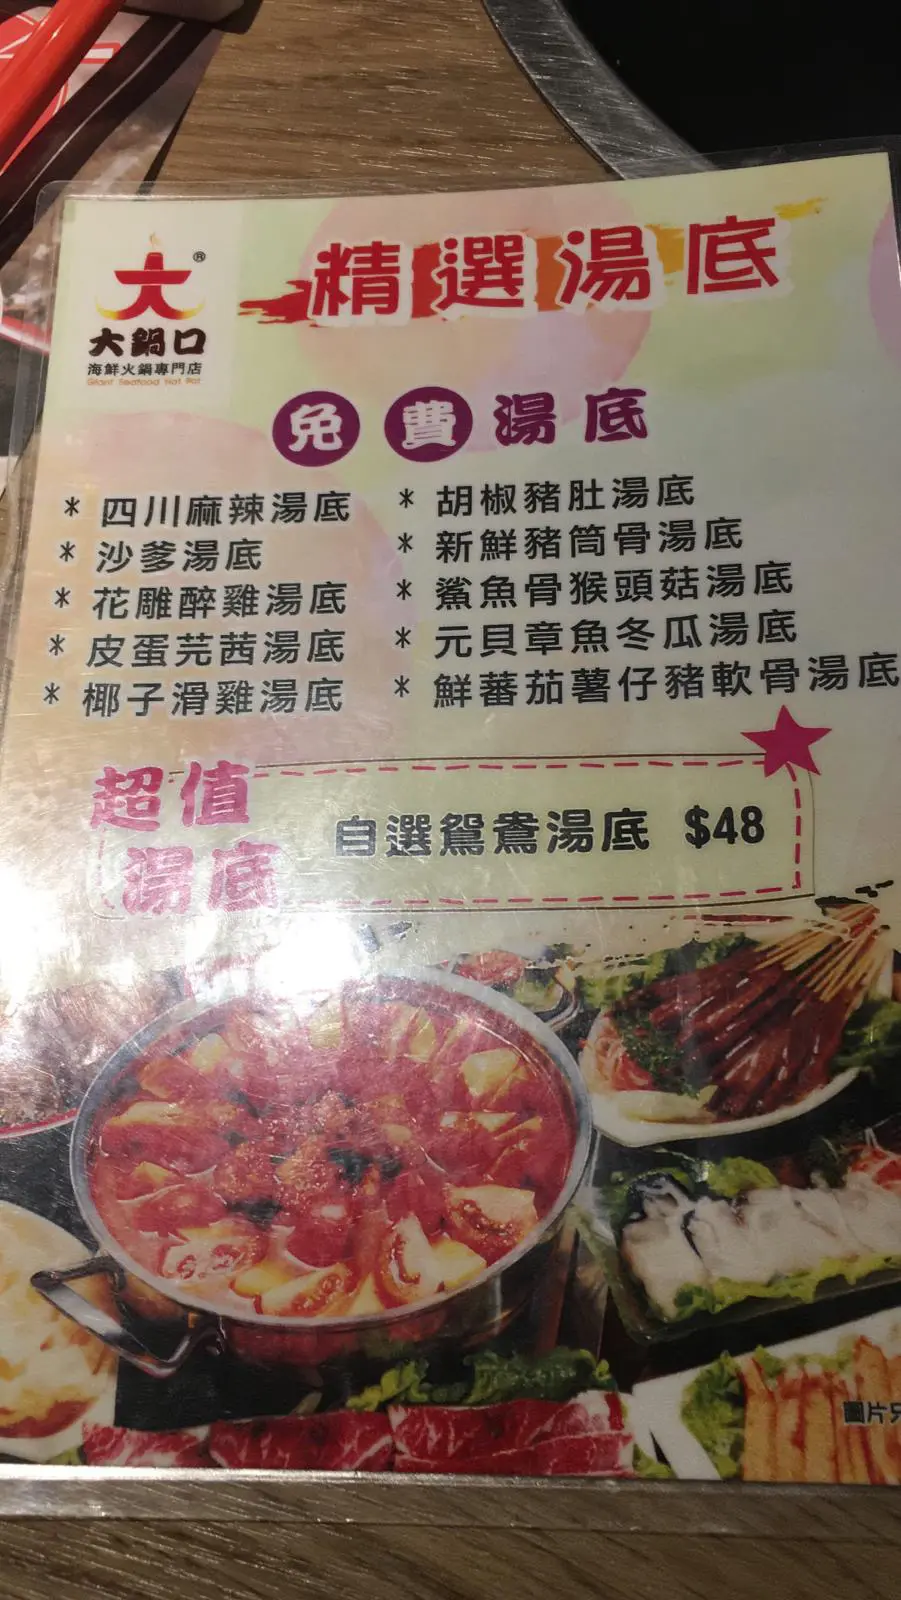 大鍋口
海鮮火鍋專門店
Giant Seafood Hot Pot
®
精選湯底
免費湯底
* 四川麻辣湯底
* 沙爹湯底
* 花雕醉雞湯底
* 皮蛋芫茜湯底
* 椰子滑雞湯底
* 胡椒豬肚湯底
* 新鮮豬筒骨湯底
* 鯊魚骨猴頭菇湯底
* 元貝章魚冬瓜湯底
* 鮮蕃茄薯仔豬軟骨湯底
超值
湯底
自選鴛鴦湯底 $48
圖片